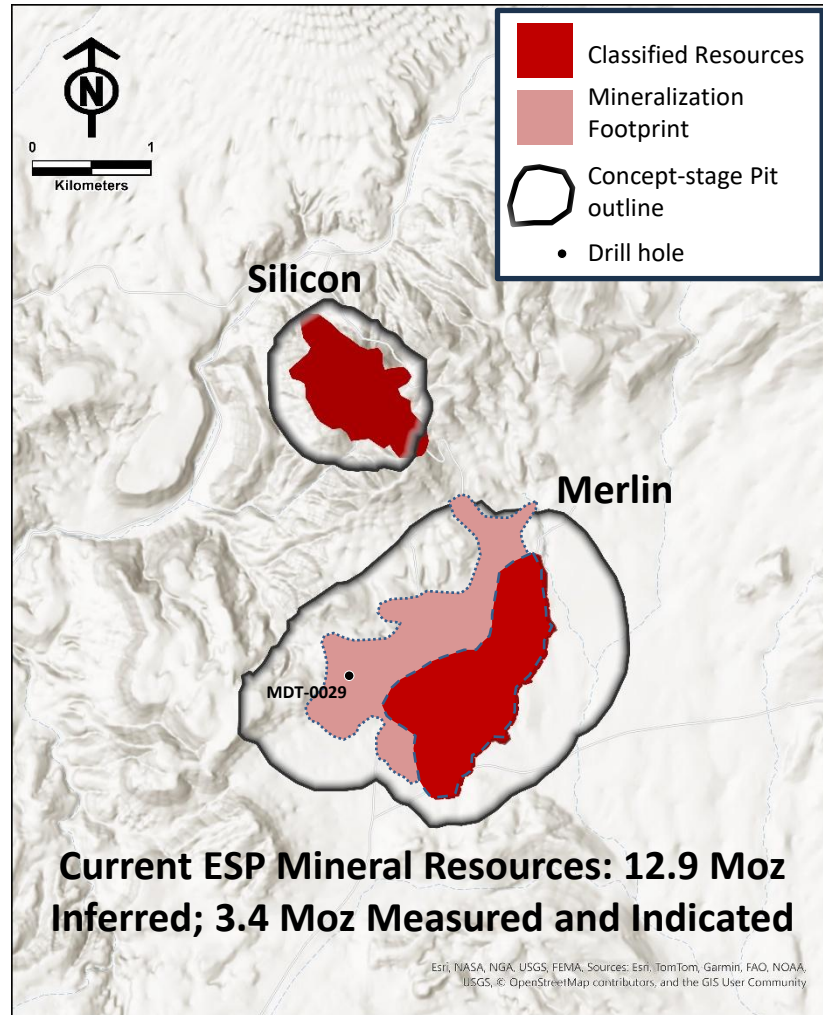 N
0 1
Kilometers
Classified Resources
Mineralization
Footprint
Concept-stage Pit
outline
Drill hole
Silicon
Merlin
MDT-0029
Current ESP Mineral Resources: 12.9 Moz
Inferred; 3.4 Moz Measured and Indicated
Esri, NASA, NGA, USGS, FEMA, Sources: Esri, TomTom, Garmin, FAO, NOAA,
USGS, © OpenStreetMap contributors, and the GIS User Community